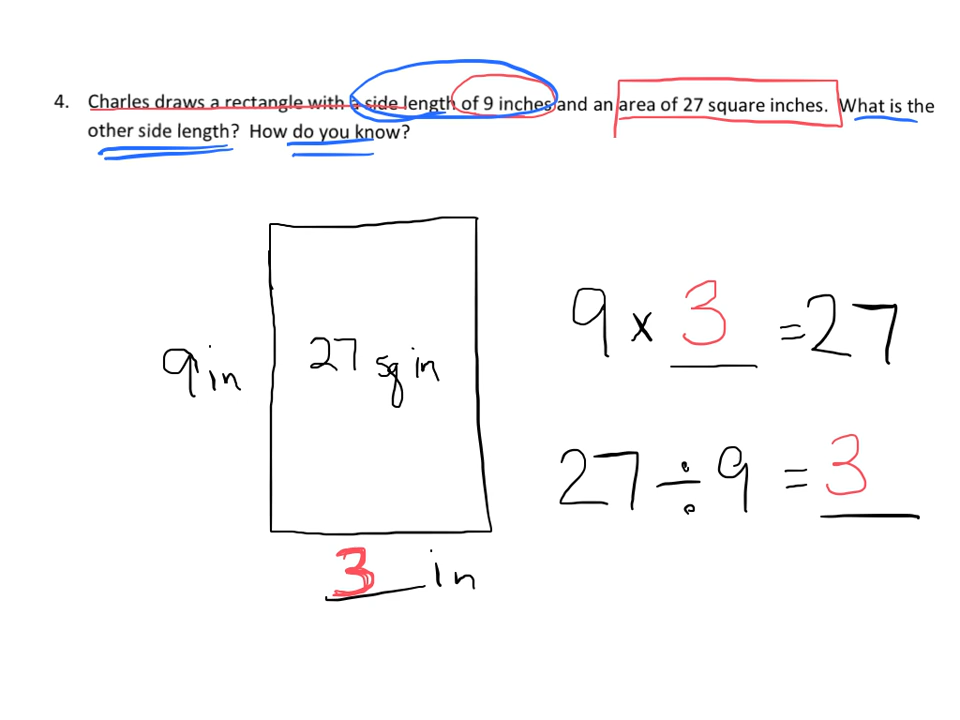 4. Charles draws a rectangle with a side length of 9 inches and an area of 27 square inches. What is the
other side length? How do you know?
9 x 3 = 27
9 in 27 sq in
27 ÷ 9 = 3
3 in